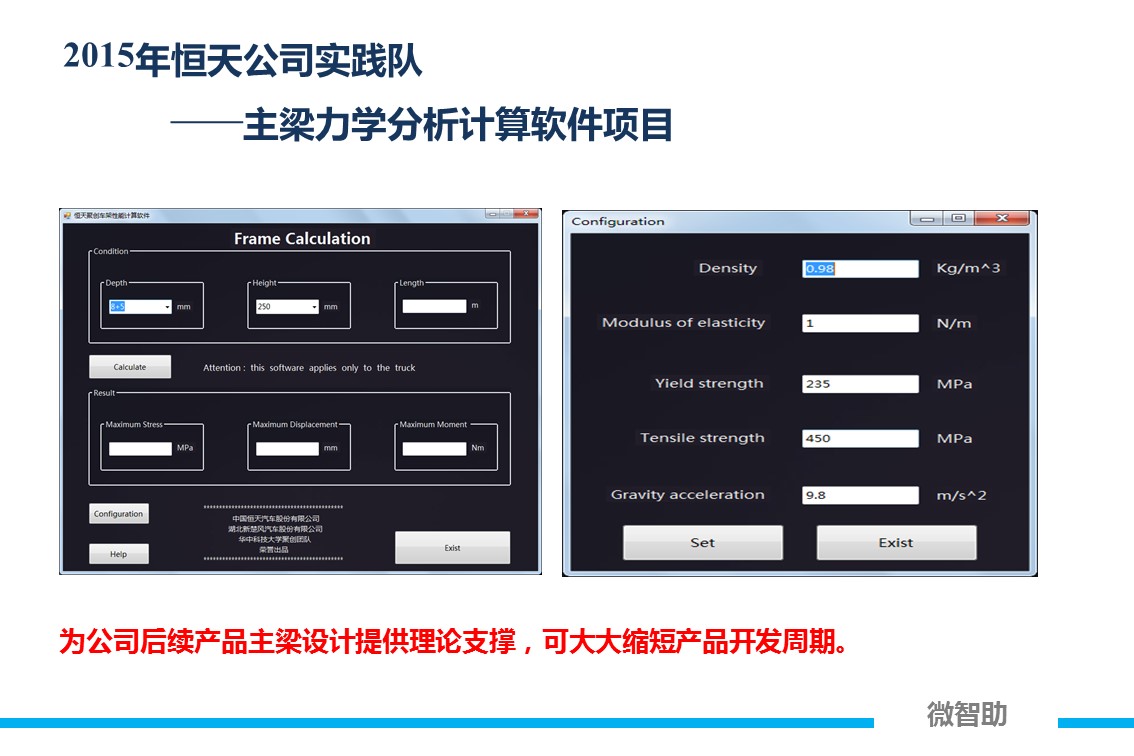 2015年恒天公司实践队
——主梁力学分析计算软件项目
恒天聚创车架性能计算软件
Frame Calculation
Condition
Depth
Height
Length
8+5
mm
250
mm
m
Calculate
Attention : this software applies only to the truck
Result
Maximum Stress
Maximum Displacement
Maximum Moment
MPa
mm
Nm
Configuration
Help
中国恒天汽车股份有限公司
湖北新楚风汽车股份有限公司
华中科技大学聚创团队
荣誉出品
Exist
Configuration
Density
0.98
Kg/m^3
Modulus of elasticity
1
N/m
Yield strength
235
MPa
Tensile strength
450
MPa
Gravity acceleration
9.8
m/s^2
Set
Exist
为公司后续产品主梁设计提供理论支撑，可大大缩短产品开发周期。
微智助